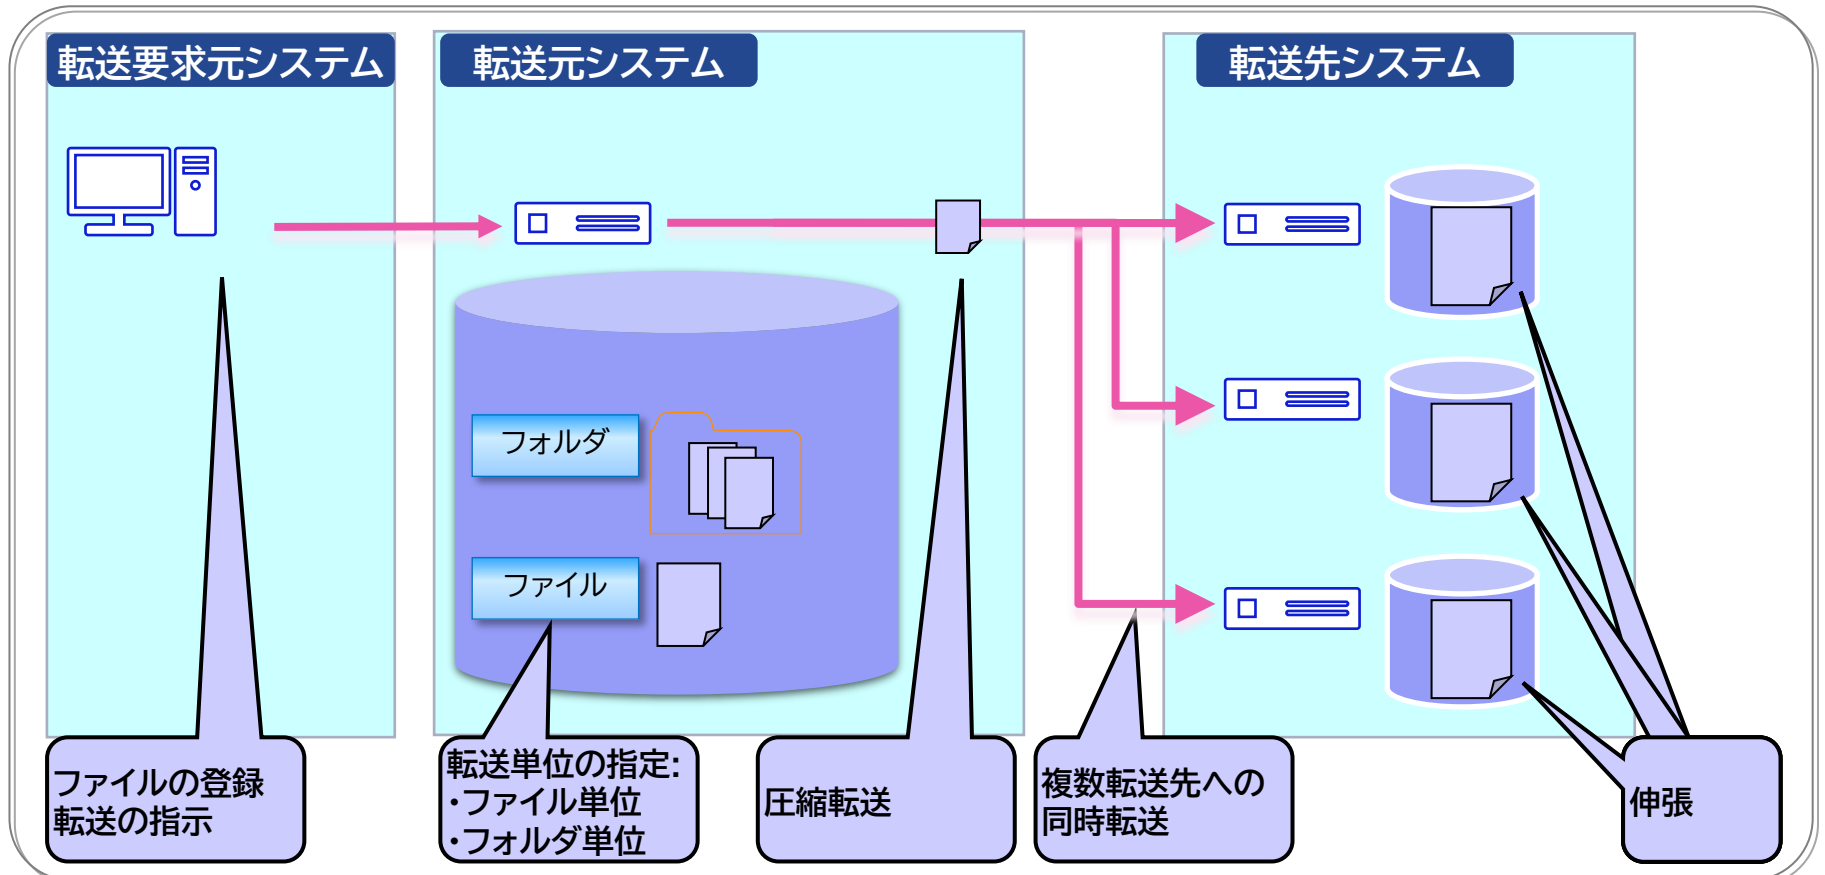 転送要求元システム
転送元システム
転送先システム
フォルダ
ファイル
ファイルの登録
転送の指示
転送単位の指定:
・ファイル単位
・フォルダ単位
圧縮転送
複数転送先への
同時転送
伸張